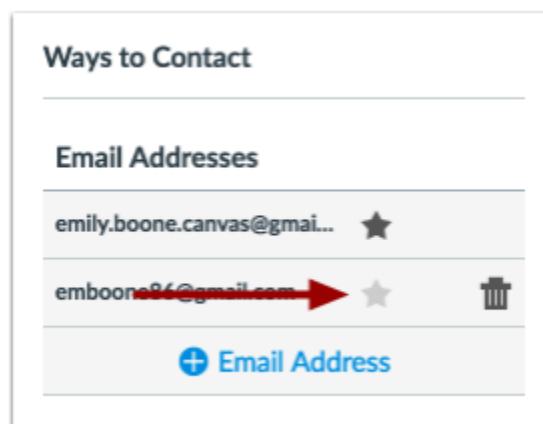 Ways to Contact
Email Addresses
emily.boone.canvas@gmai...
emboone86@gmail.com
Email Address